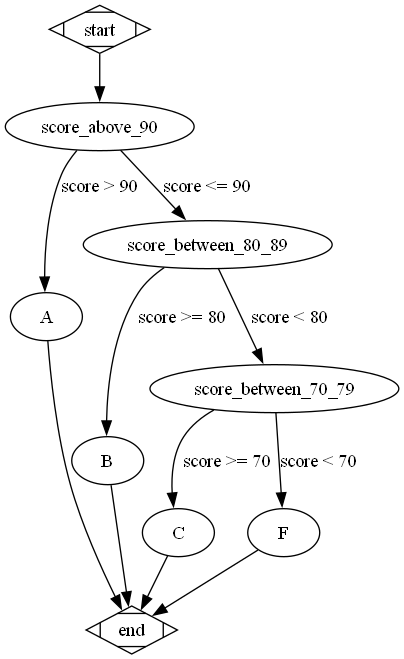 start
score_above_90
score > 90
score <= 90
score_between_80_89
A
score >= 80
score < 80
score_between_70_79
B
score >= 70
score < 70
C
F
end